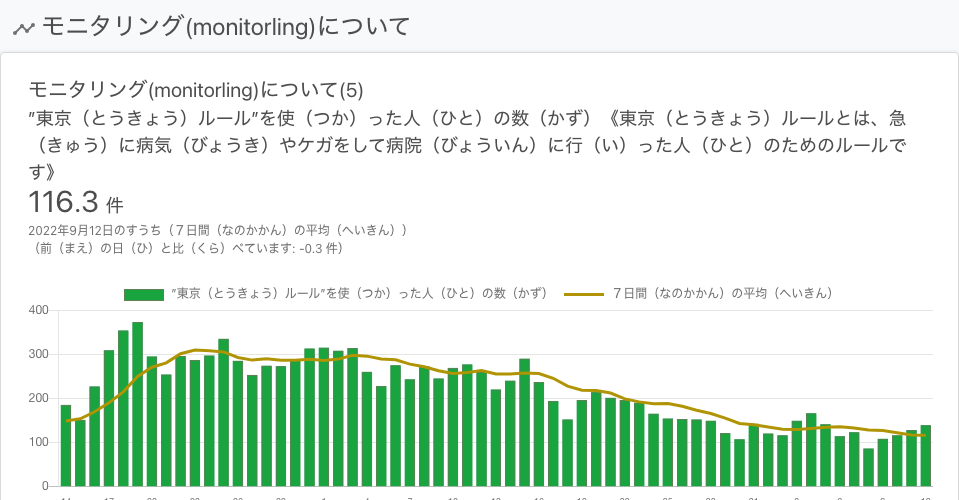 モニタリング(monitorling)について
モニタリング(monitorling)について(5)
”東京（とうきょう）ルール”を使（つか）った人（ひと）の数（かず）《東京（とうきょう）ルールとは、急
（きゅう）に病気（びょうき）やケガをして病院（びょういん）に行（い）った人（ひと）のためのルールで
す》
116.3 件
2022年9月12日のすうち（７日間（なのかかん）の平均（へいきん））
（前（まえ）の日（ひ）と比（くら）べています: -0.3 件）
”東京（とうきょう）ルール”を使（つか）った人（ひと）の数（かず） ７日間（なのかかん）の平均（へいきん）
400
300
200
100
0